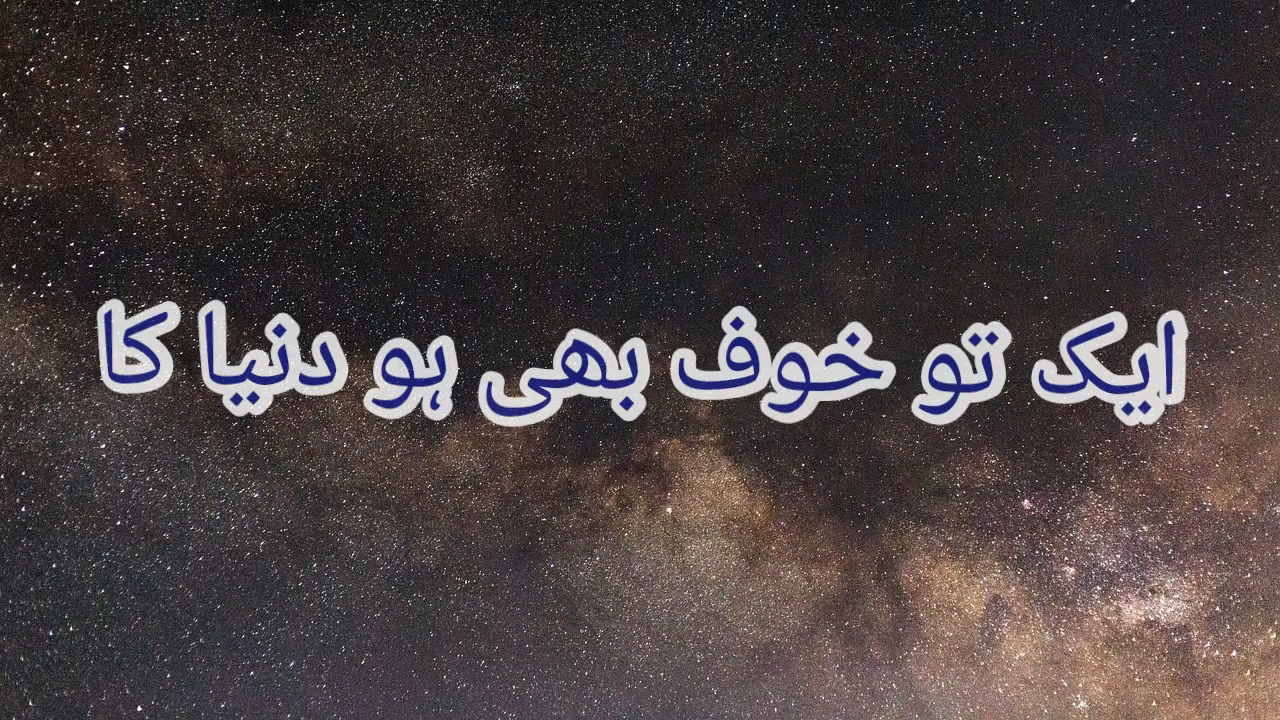 ایک تو خوف بھی ہو دنیا کا